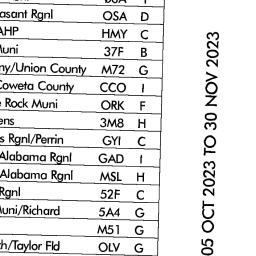 asant Rgnl OSA D
AHP HMY C
Muni 37F B
ny/Union County M72 G
Coweta County CCO I
e Rock Muni ORK F
ens 3M8 H
s Rgnl/Perrin GYI C
Alabama Rgnl GAD I
Alabama Rgnl MSL H
Rgnl 52F C
Muni/Richard 5A4 G
M51 G
th/Taylor Fld OLV G
05 OCT 2023 TO 30 NOV 2023